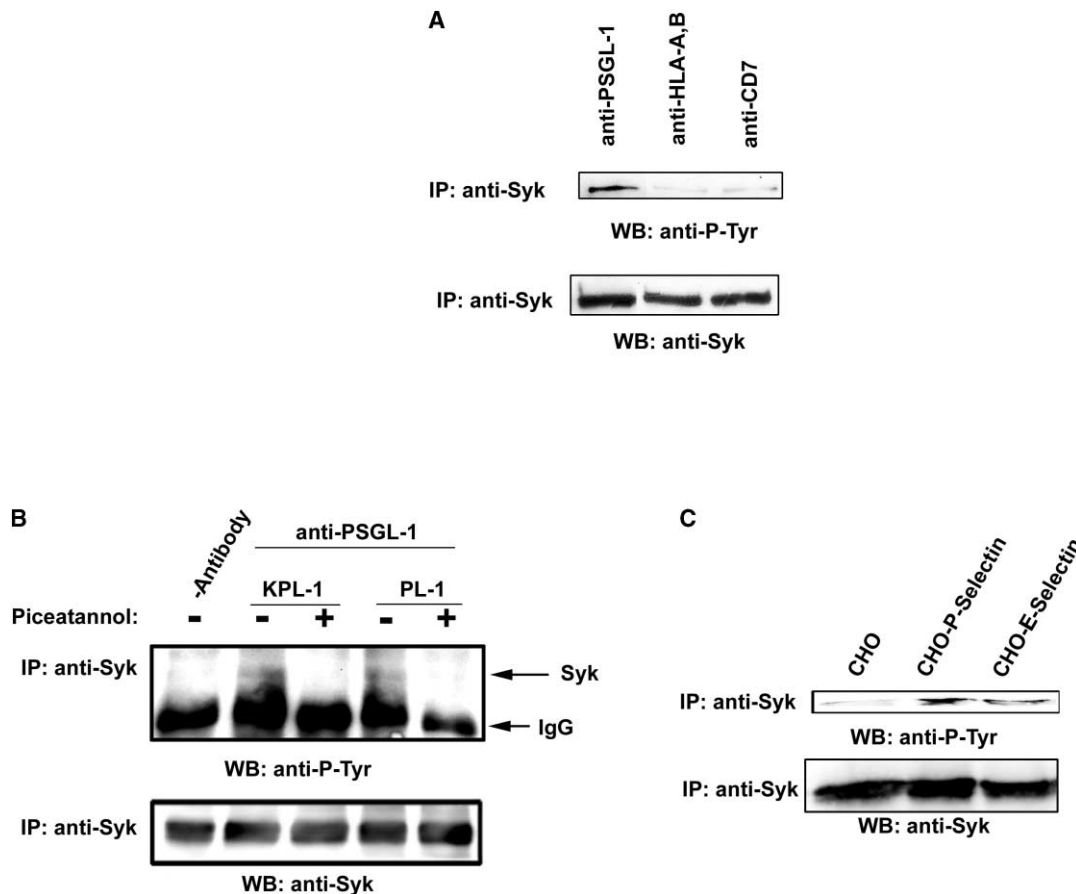 A
anti-PSGL-1
anti-HLA-A,B
anti-CD7
IP: anti-Syk
WB: anti-P-Tyr
IP: anti-Syk
WB: anti-Syk
B
-Antibody
anti-PSGL-1
KPL-1 PL-1
Piceatannol: - - + - +
IP: anti-Syk
Syk
IgG
WB: anti-P-Tyr
IP: anti-Syk
WB: anti-Syk
C
CHO
CHO-P-Selectin
CHO-E-Selectin
IP: anti-Syk
WB: anti-P-Tyr
IP: anti-Syk
WB: anti-Syk